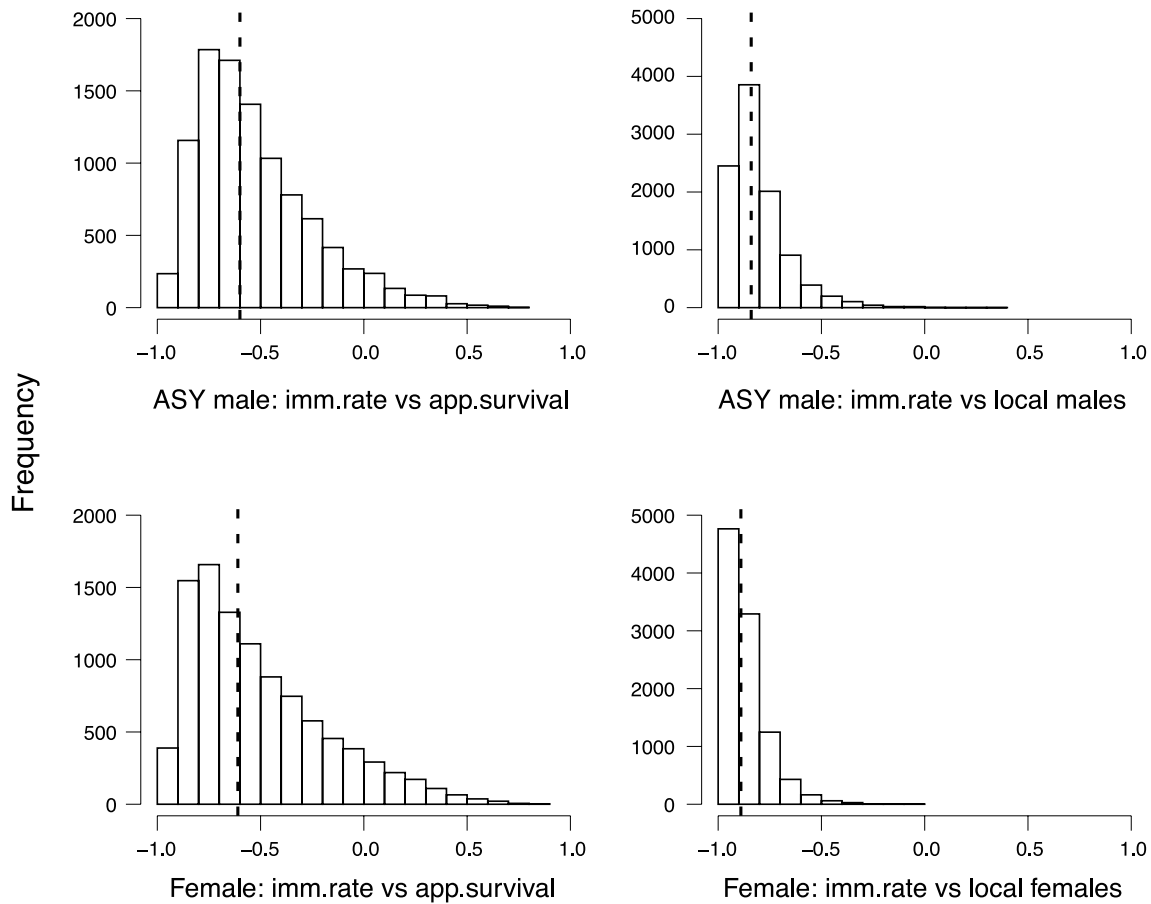 2000
1500
1000
500
0
−1.0 −0.5 0.0 0.5 1.0
ASY male: imm.rate vs app.survival
5000
4000
3000
2000
1000
0
−1.0 −0.5 0.0 0.5 1.0
ASY male: imm.rate vs local males
Frequency
2000
1500
1000
500
0
−1.0 −0.5 0.0 0.5 1.0
Female: imm.rate vs app.survival
5000
4000
3000
2000
1000
0
−1.0 −0.5 0.0 0.5 1.0
Female: imm.rate vs local females